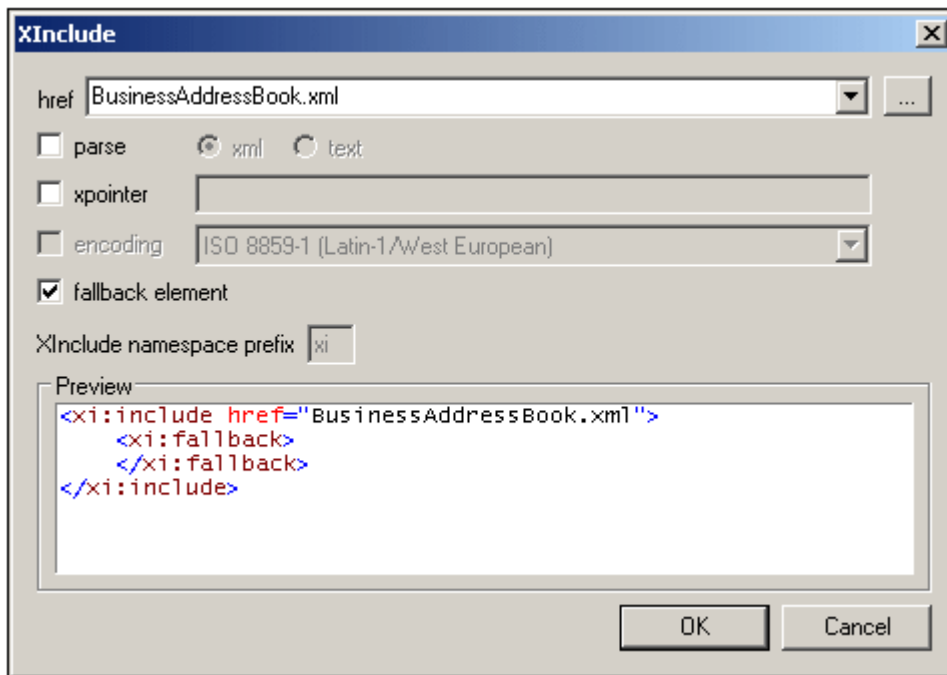 XInclude
href BusinessAddressBook.xml ...
parse xml text
xpointer
encoding ISO 8859-1 (Latin-1/West European)
fallback element
XInclude namespace prefix xi
Preview
<xi:include href="BusinessAddressBook.xml">
    <xi:fallback>
    </xi:fallback>
</xi:include>
OK Cancel